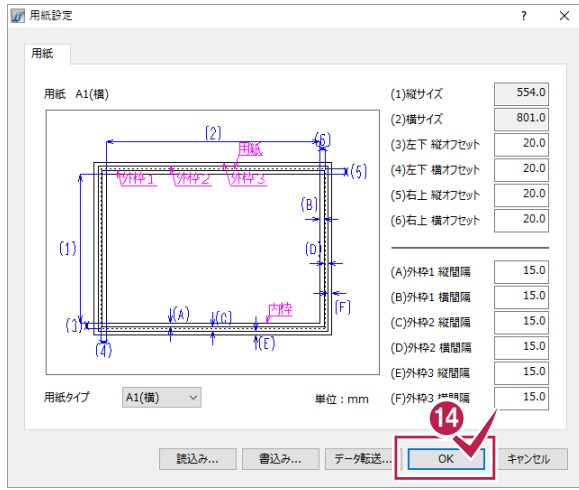 用紙設定
?
用紙
用紙 A1(横)
(2)
(6)
用紙
(5)
外枠1
外枠2
外枠3
(B)
(1)
(D)
(A)
(C)
内枠
(F)
(3)
(E)
(4)
(1)縦サイズ 554.0
(2)横サイズ 801.0
(3)左下 縦オフセット 20.0
(4)左下 横オフセット 20.0
(5)右上 縦オフセット 20.0
(6)右上 横オフセット 20.0
(A)外枠1 縦間隔 15.0
(B)外枠1 横間隔 15.0
(C)外枠2 縦間隔 15.0
(D)外枠2 横間隔 15.0
(E)外枠3 縦間隔 15.0
(F)外枠3 横間隔 15.0
用紙タイプ A1(横) 単位：mm
14
読込み... 書込み... データ転送... OK キャンセル